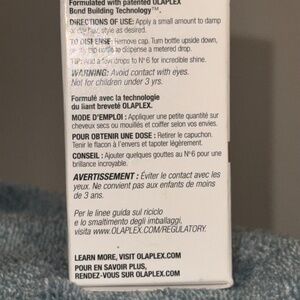 Formulated with patented OLAPLEX
Bond Building Technology™.
DIRECTIONS OF USE: Apply a small amount to damp
or dry hair, style as desired.
TO DISPENSE: Remove cap. Turn bottle upside down,
tap bottle to dispense a metered drop.
TIP: Add a few drops to Nº6 for incredible shine.
WARNING: Avoid contact with eyes.
Not for children under 3 yrs.
Formulé avec la technologie
du liant breveté OLAPLEX.
MODE D'EMPLOI : Appliquer une petite quantité sur
cheveux secs ou mouillés et coiffer selon vos envies.
POUR OBTENIR UNE DOSE : Retirer le capuchon.
Tenir le flacon à l'envers et tapoter légèrement.
CONSEIL : Ajouter quelques gouttes au Nº6 pour une
brillance incroyable.
AVERTISSEMENT : Éviter le contact avec les
yeux. Ne convient pas aux enfants de moins
de 3 ans.
Per le linee guida sul riciclo
e lo smaltimento degli imballaggi,
visita www.OLAPLEX.com/REGULATORY.
LEARN MORE, VISIT OLAPLEX.COM
POUR EN SAVOIR PLUS,
RENDEZ-VOUS SUR OLAPLEX.COM